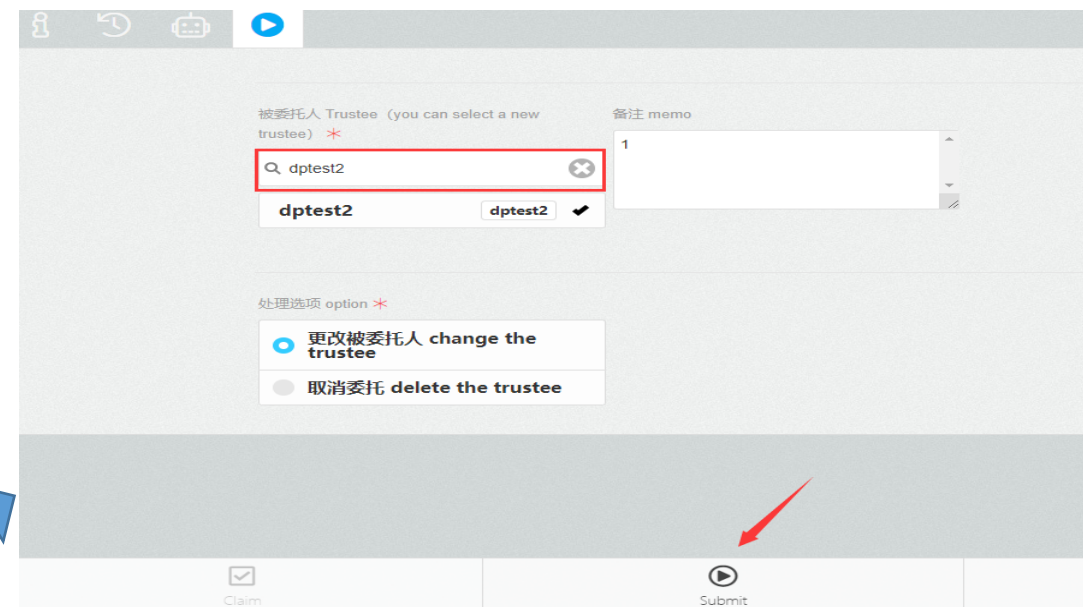 被委托人 Trustee（you can select a new
trustee） *
备注 memo
dptest2
1
dptest2 dptest2
处理选项 option *
更改被委托人 change the
trustee
取消委托 delete the trustee
Claim
Submit